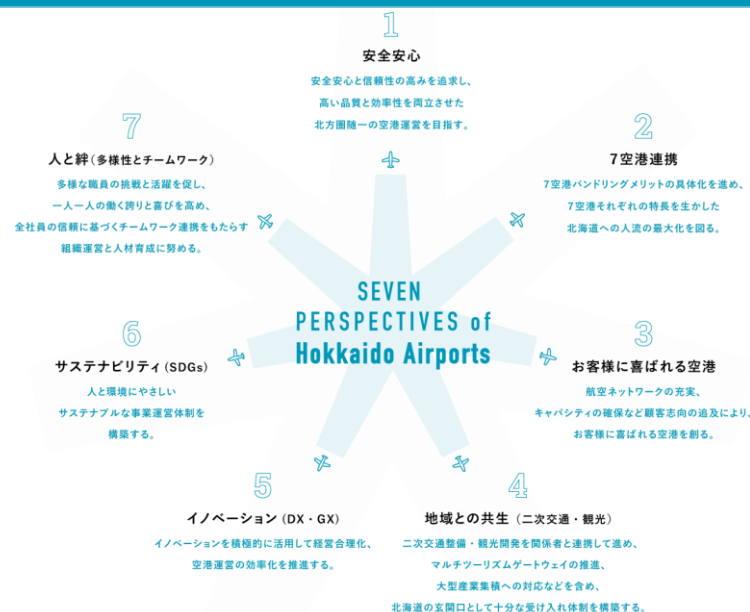 1
安全安心
安全安心と信頼性の高みを追求し、
高い品質と効率性を両立させた
北方圏随一の空港運営を目指す。
2
7空港連携
7空港バンドリングメリットの具体化を進め、
7空港それぞれの特長を生かした
北海道への人流の最大化を図る。
3
お客様に喜ばれる空港
航空ネットワークの充実、
キャパシティの確保など顧客志向の追及により、
お客様に喜ばれる空港を創る。
4
地域との共生（二次交通・観光）
二次交通整備・観光開発を関係者と連携して進め、
マルチツーリズムゲートウェイの推進、
大型産業集積への対応などを含め、
北海道の玄関口として十分な受け入れ体制を構築する。
5
イノベーション（DX・GX）
イノベーションを積極的に活用して経営合理化、
空港運営の効率化を推進する。
6
サステナビリティ（SDGs）
人と環境にやさしい
サステナブルな事業運営体制を
構築する。
7
人と絆（多様性とチームワーク）
多様な職員の挑戦と活躍を促し、
一人一人の働く誇りと喜びを高め、
全社員の信頼に基づくチームワーク連携をもたらす
組織運営と人材育成に努める。
SEVEN
PERSPECTIVES of
Hokkaido Airports